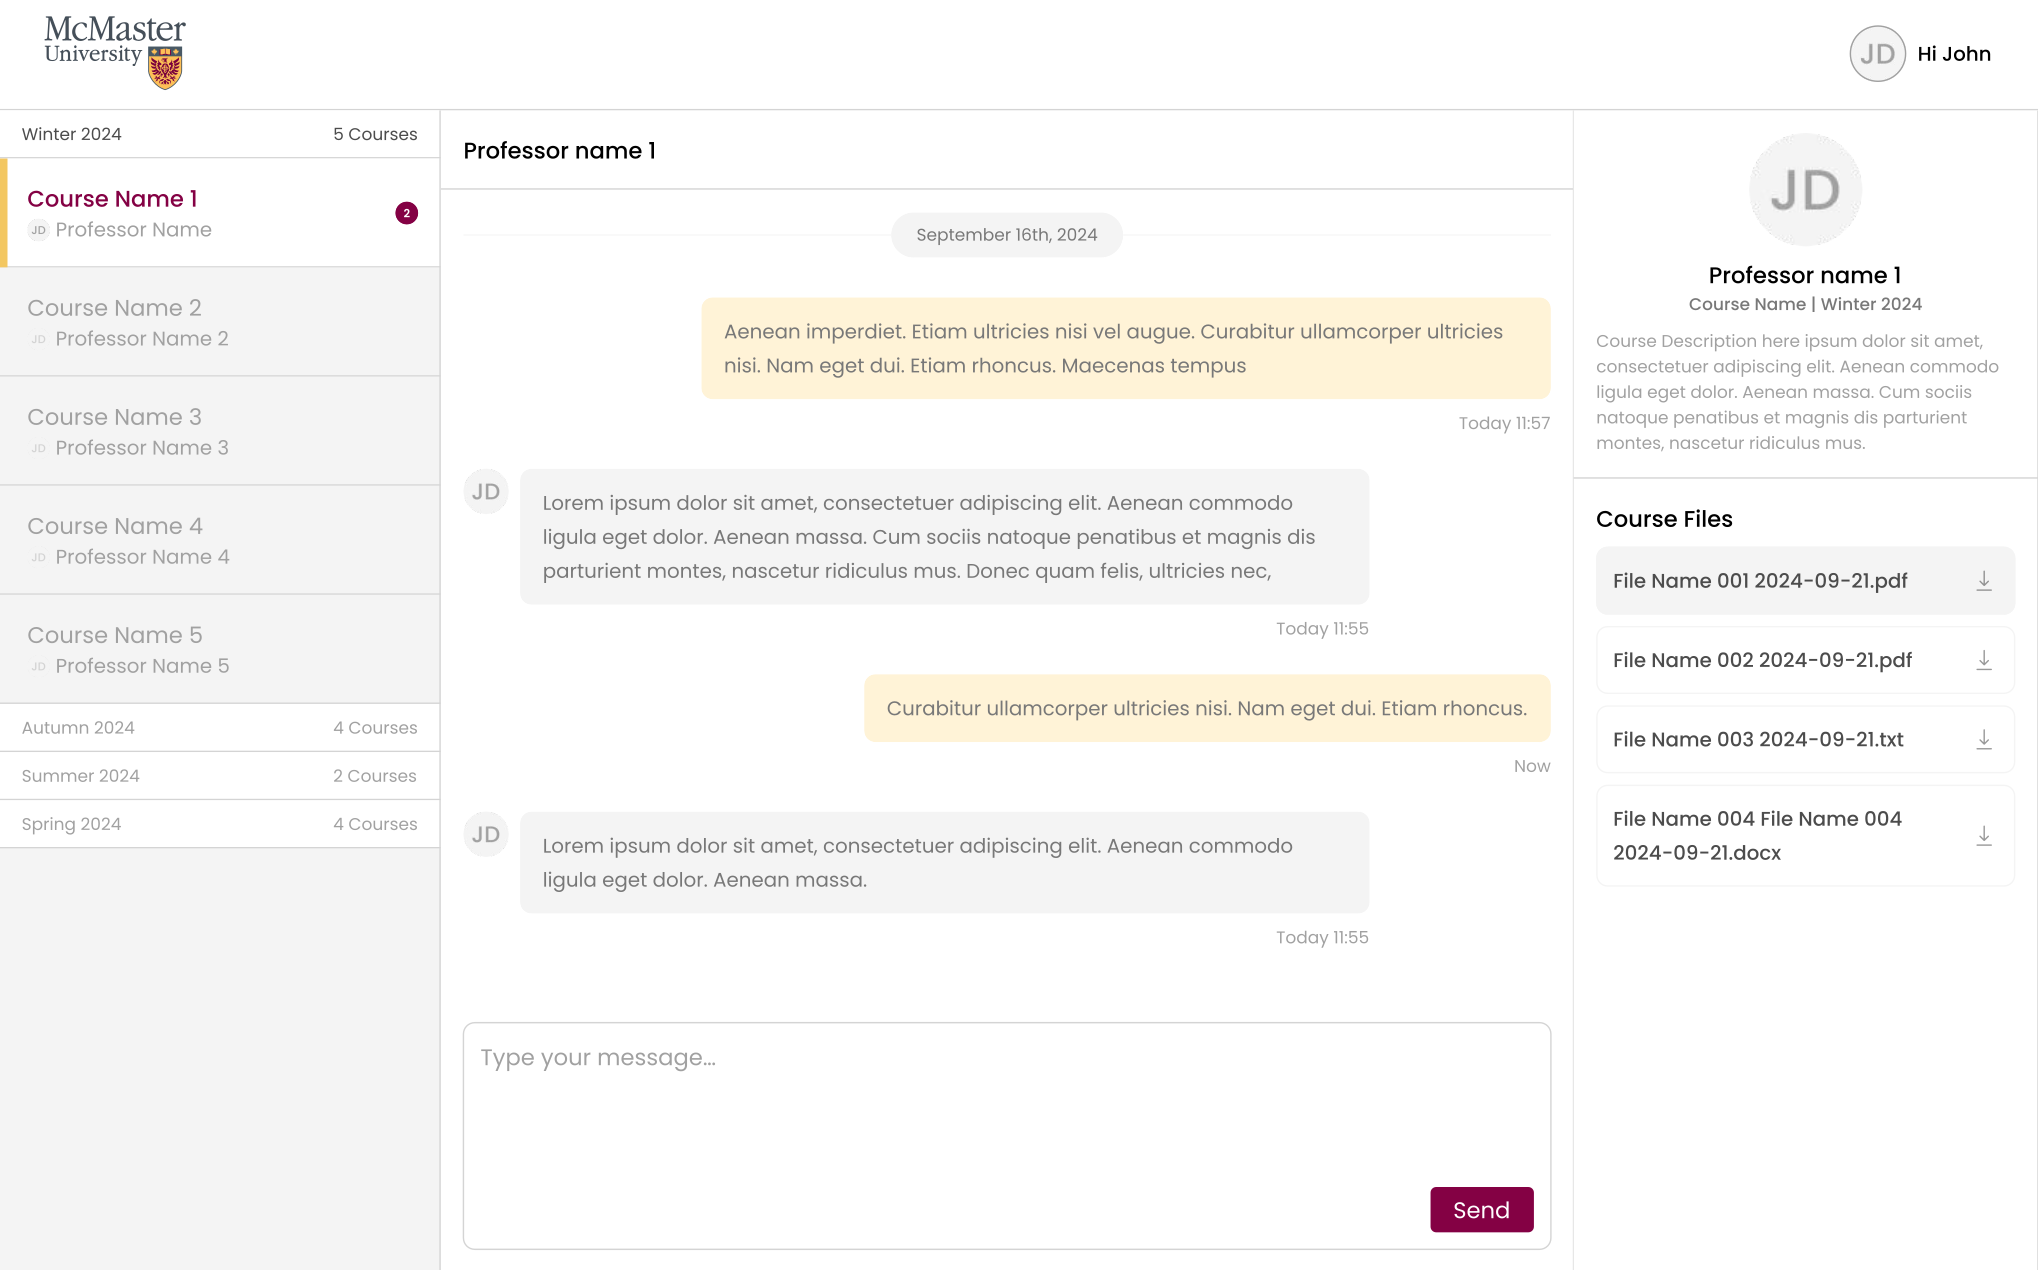 McMaster
University
JD Hi John
Winter 2024 5 Courses
Course Name 1
JD Professor Name
2
Course Name 2
JD Professor Name 2
Course Name 3
JD Professor Name 3
Course Name 4
JD Professor Name 4
Course Name 5
JD Professor Name 5
Autumn 2024 4 Courses
Summer 2024 2 Courses
Spring 2024 4 Courses
Professor name 1
September 16th, 2024
Aenean imperdiet. Etiam ultricies nisi vel augue. Curabitur ullamcorper ultricies
nisi. Nam eget dui. Etiam rhoncus. Maecenas tempus
Today 11:57
JD
Lorem ipsum dolor sit amet, consectetuer adipiscing elit. Aenean commodo
ligula eget dolor. Aenean massa. Cum sociis natoque penatibus et magnis dis
parturient montes, nascetur ridiculus mus. Donec quam felis, ultricies nec,
Today 11:55
Curabitur ullamcorper ultricies nisi. Nam eget dui. Etiam rhoncus.
Now
JD
Lorem ipsum dolor sit amet, consectetuer adipiscing elit. Aenean commodo
ligula eget dolor. Aenean massa.
Today 11:55
Type your message...
Send
JD
Professor name 1
Course Name | Winter 2024
Course Description here ipsum dolor sit amet,
consectetuer adipiscing elit. Aenean commodo
ligula eget dolor. Aenean massa. Cum sociis
natoque penatibus et magnis dis parturient
montes, nascetur ridiculus mus.
Course Files
File Name 001 2024-09-21.pdf
File Name 002 2024-09-21.pdf
File Name 003 2024-09-21.txt
File Name 004 File Name 004
2024-09-21.docx